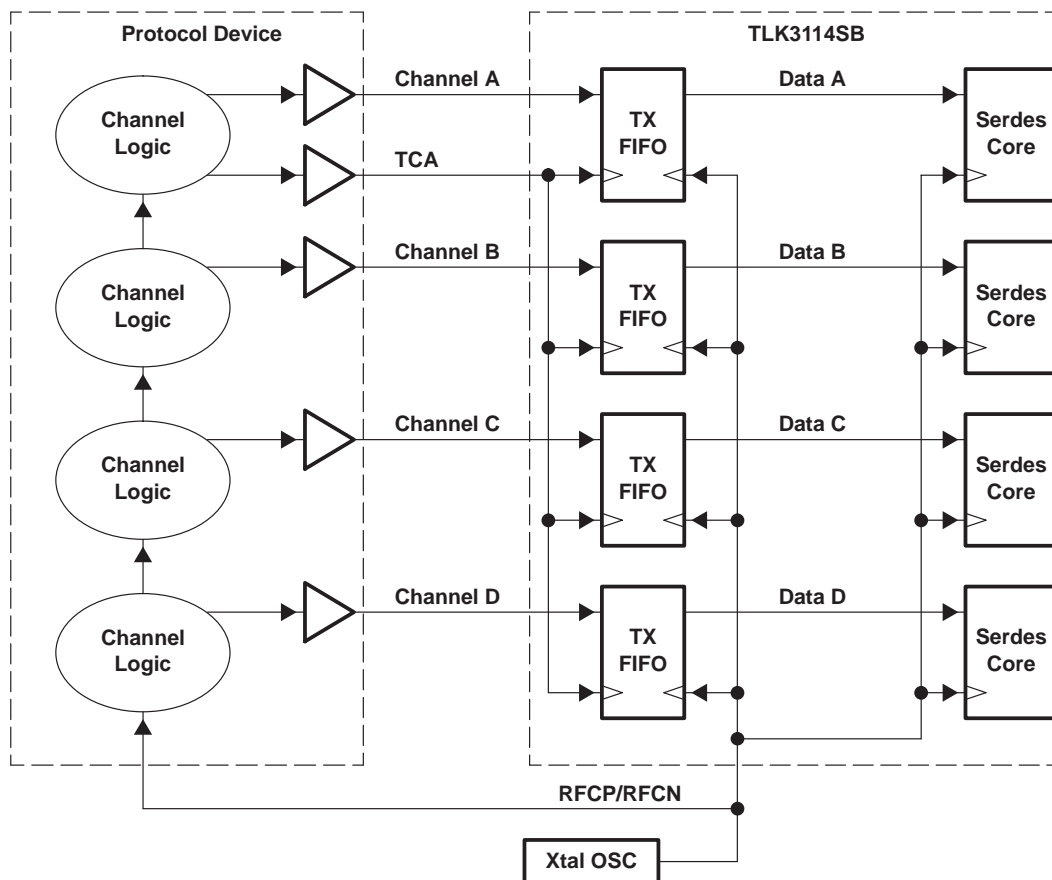 Protocol Device
TLK3114SB
Channel
Logic
Channel A
TX
FIFO
Data A
Serdes
Core
TCA
Channel
Logic
Channel B
TX
FIFO
Data B
Serdes
Core
Channel
Logic
Channel C
TX
FIFO
Data C
Serdes
Core
Channel
Logic
Channel D
TX
FIFO
Data D
Serdes
Core
RFCP/RFCN
Xtal OSC